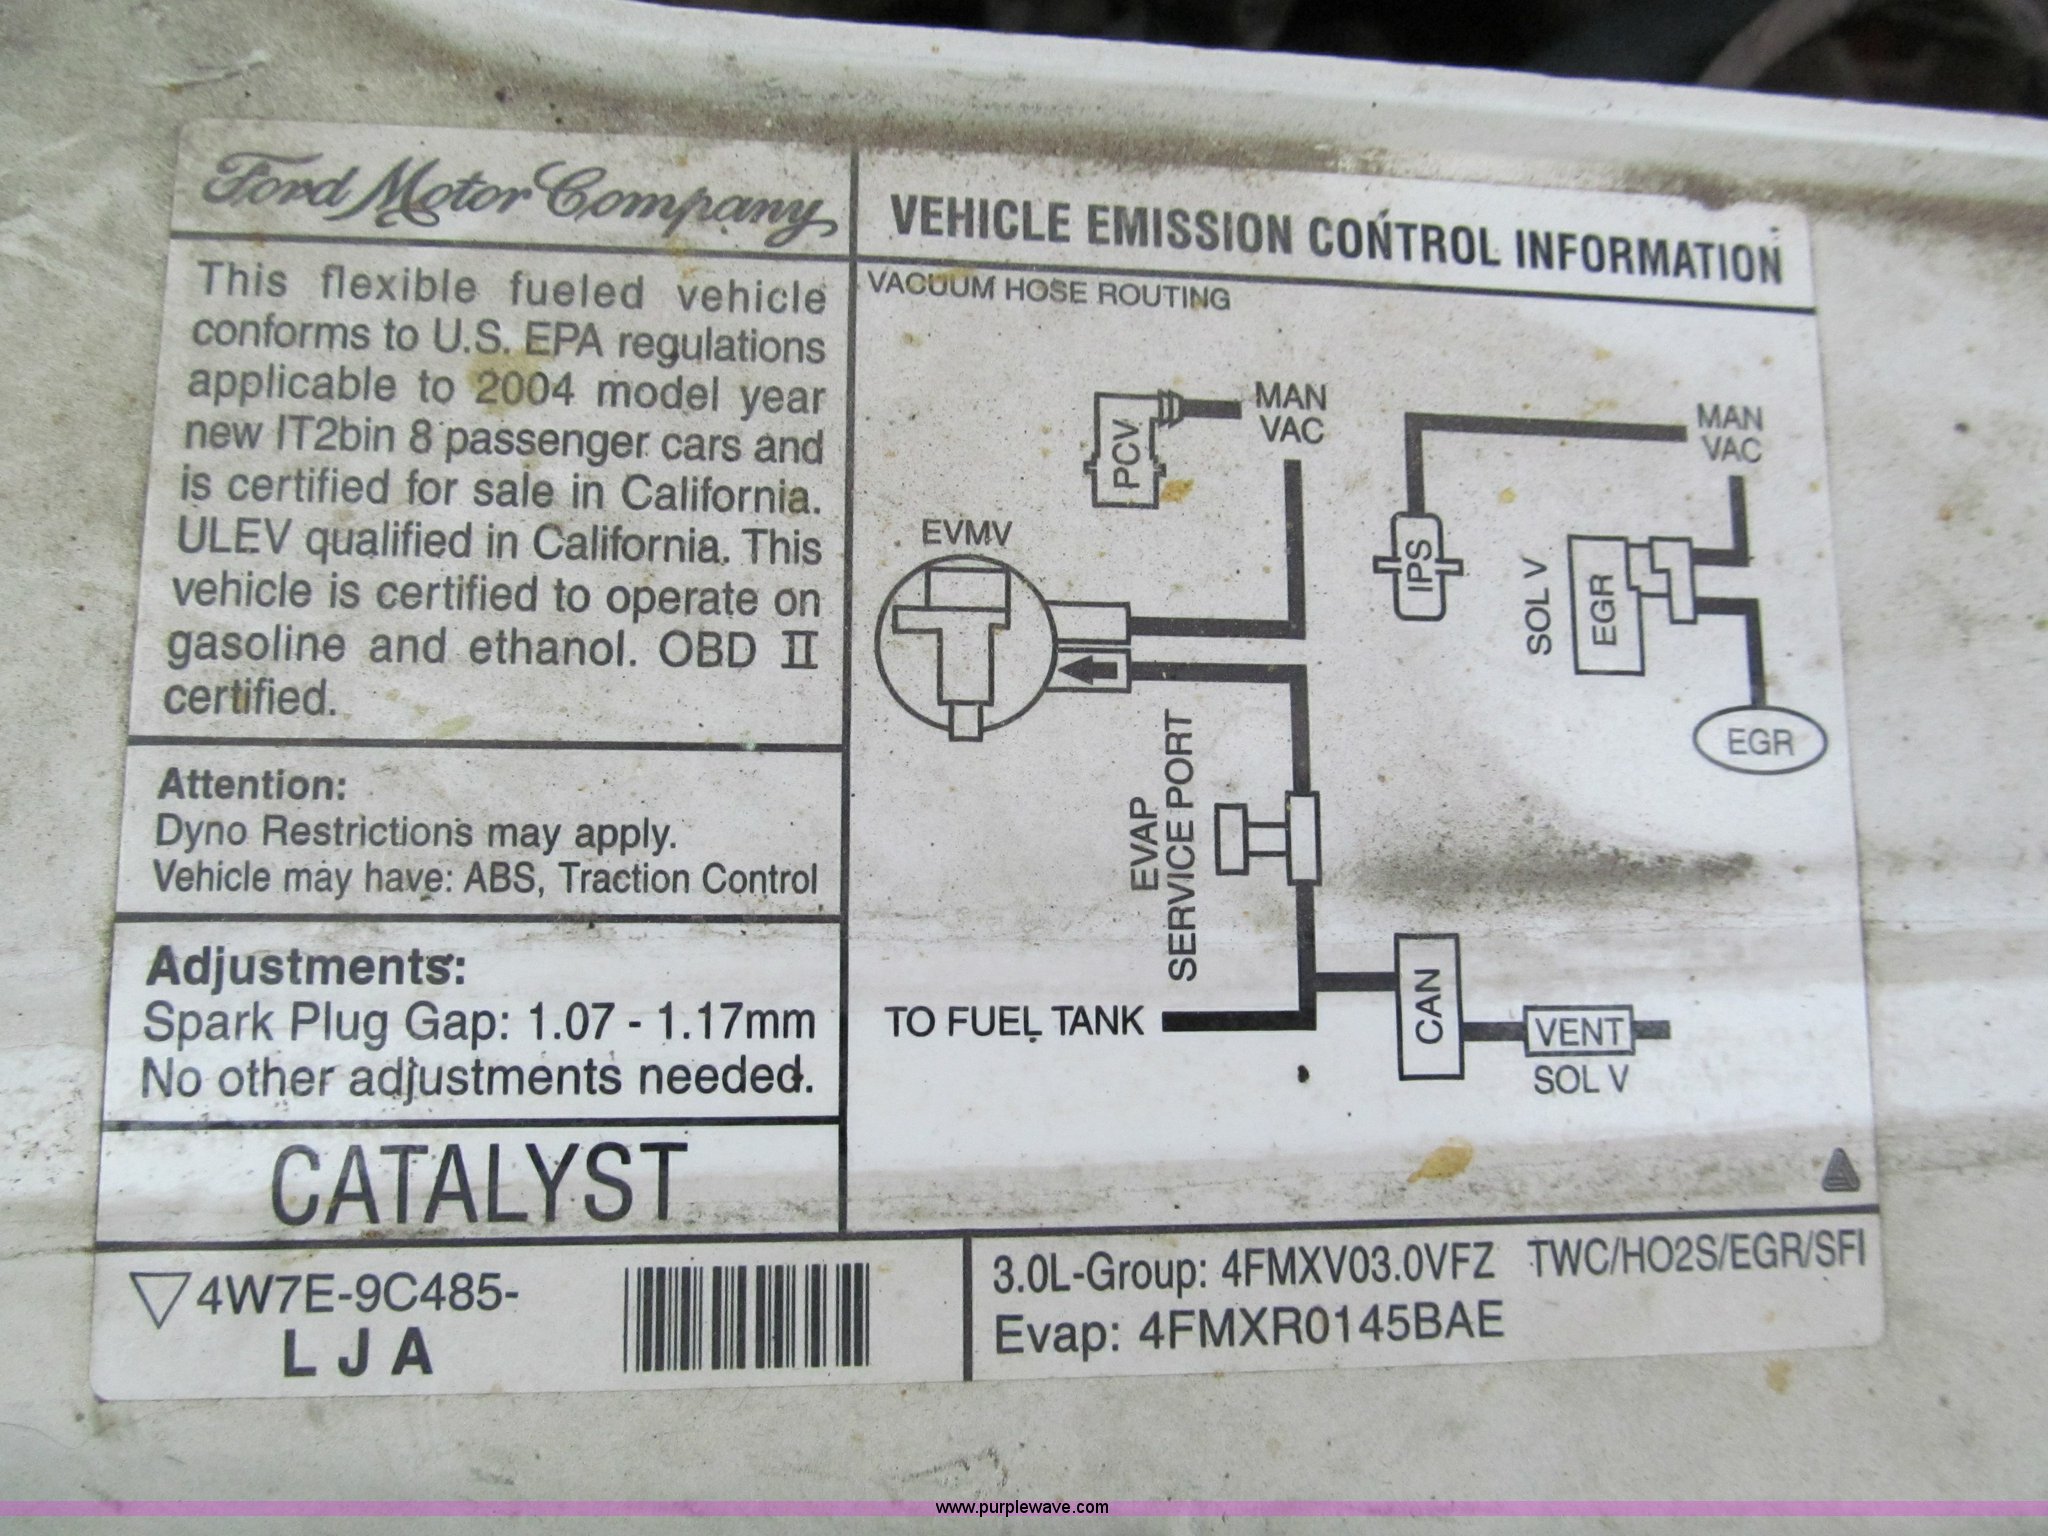 Ford Motor Company
This flexible fueled vehicle
conforms to U.S. EPA regulations
applicable to 2004 model year
new IT2bin 8 passenger cars and
is certified for sale in California.
ULEV qualified in California. This
vehicle is certified to operate on
gasoline and ethanol. OBD II
certified.
Attention:
Dyno Restrictions may apply.
Vehicle may have: ABS, Traction Control
Adjustments:
Spark Plug Gap: 1.07 - 1.17mm
No other adjustments needed.
CATALYST
VEHICLE EMISSION CONTROL INFORMATION
VACUUM HOSE ROUTING
PCV
MAN
VAC
MAN
VAC
EVMV
IPS
SOL V
EGR
EGR
EVAP
SERVICE PORT
TO FUEL TANK
CAN
VENT
SOL V
4W7E-9C485-
L J A
3.0L-Group: 4FMXV03.0VFZ TWC/HO2S/EGR/SFI
Evap: 4FMXR0145BAE
www.purplewave.com